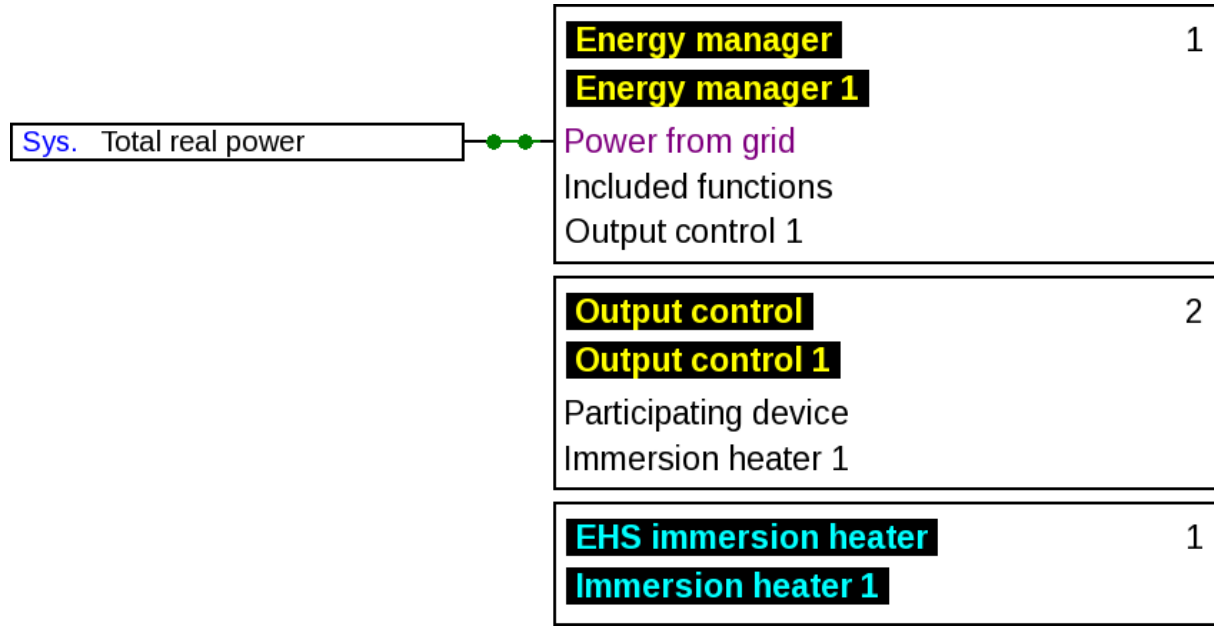 Energy manager 1
Energy manager 1
Sys. Total real power
Power from grid
Included functions
Output control 1
Output control 2
Output control 1
Participating device
Immersion heater 1
EHS immersion heater 1
Immersion heater 1